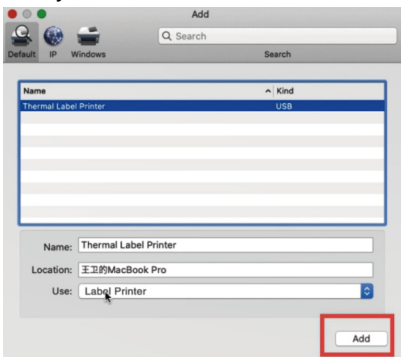 Add
Search
Default IP Windows Search
Name Kind
Thermal Label Printer USB
Name: Thermal Label Printer
Location: 王卫的MacBook Pro
Use: Label Printer
Add